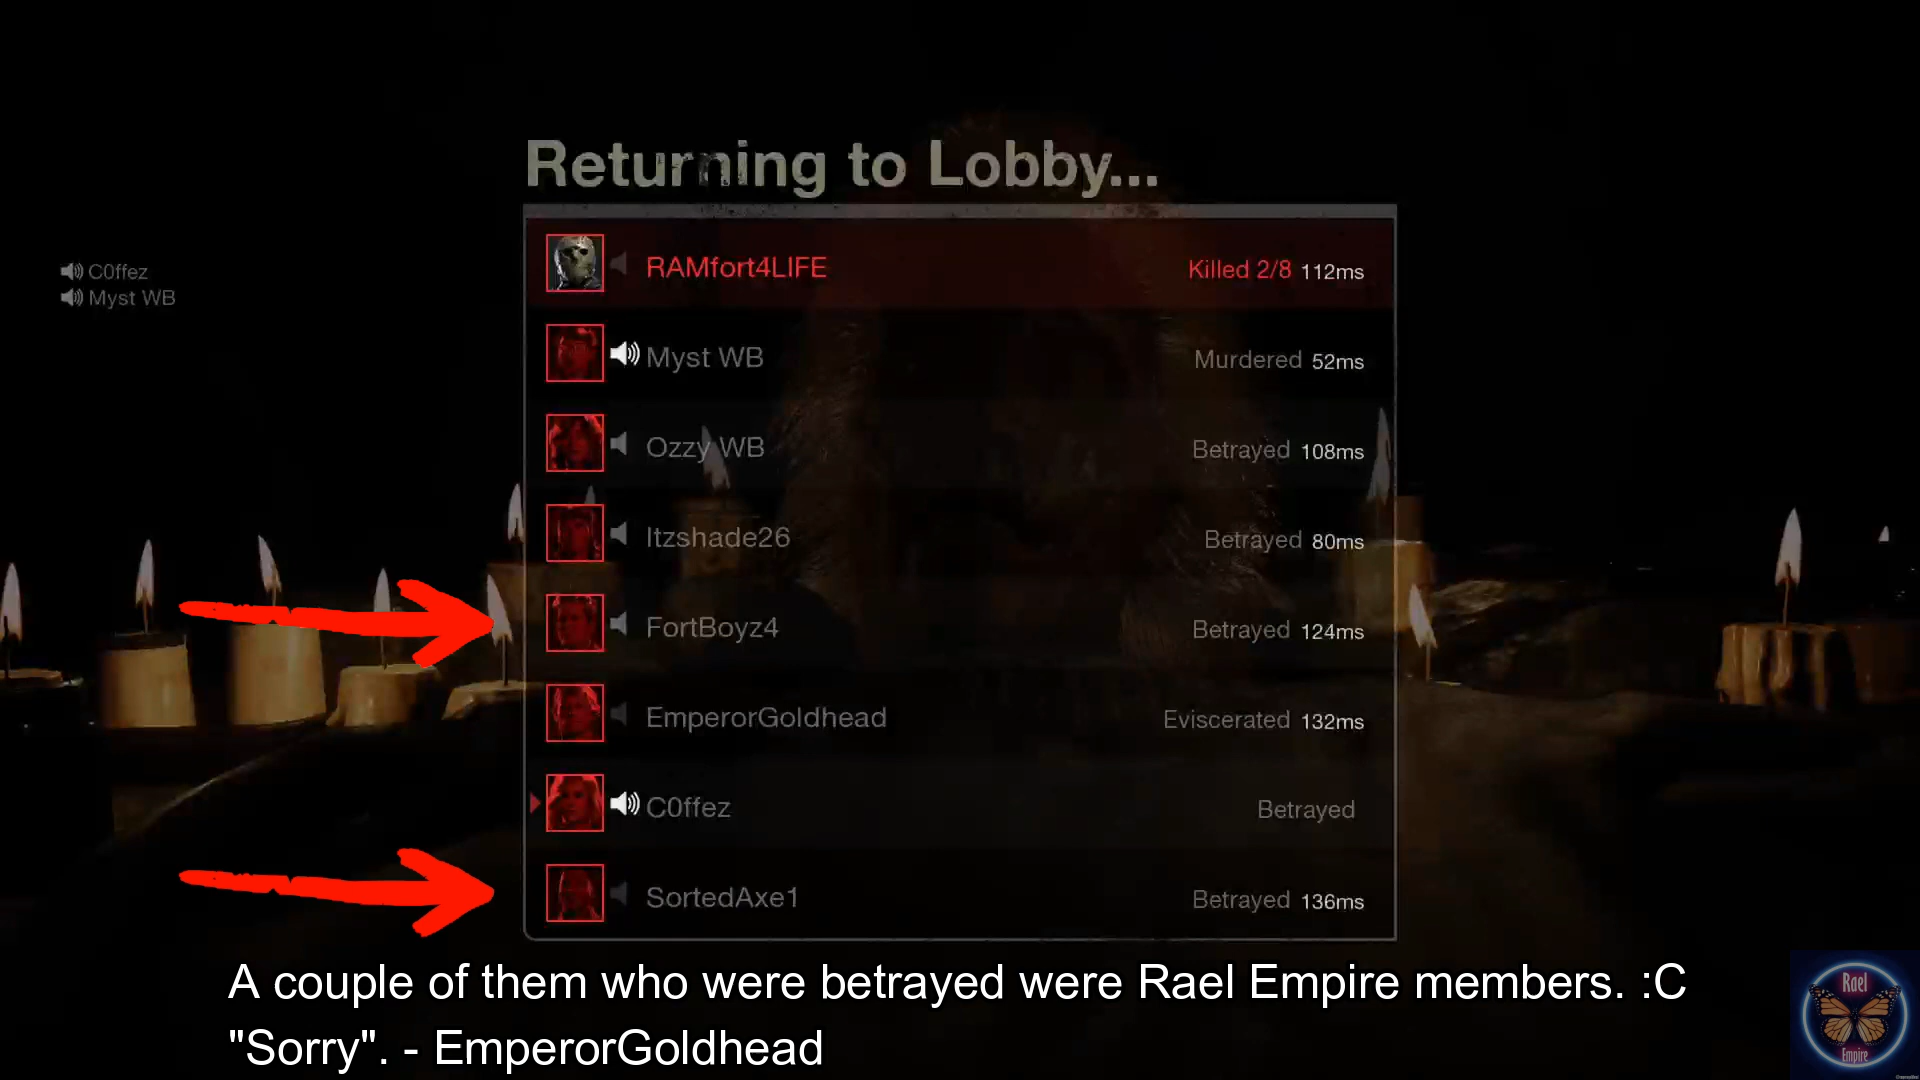 Returning to Lobby...
C0ffez
Myst WB
RAMfort4LIFE Killed 2/8 112ms
Myst WB Murdered 52ms
Ozzy WB Betrayed 108ms
Itzshade26 Betrayed 80ms
FortBoyz4 Betrayed 124ms
EmperorGoldhead Eviscerated 132ms
C0ffez Betrayed
SortedAxe1 Betrayed 136ms
A couple of them who were betrayed were Rael Empire members. :C
"Sorry". - EmperorGoldhead
Rael
Empire